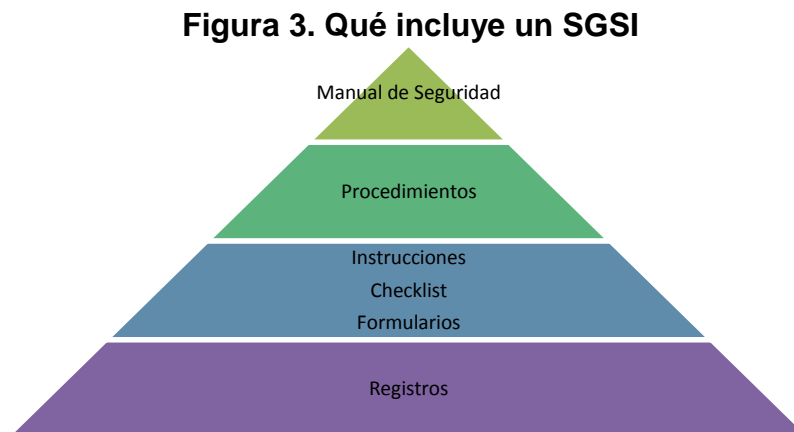 Figura 3. Qué incluye un SGSI
Manual de Seguridad
Procedimientos
Instrucciones
Checklist
Formularios
Registros